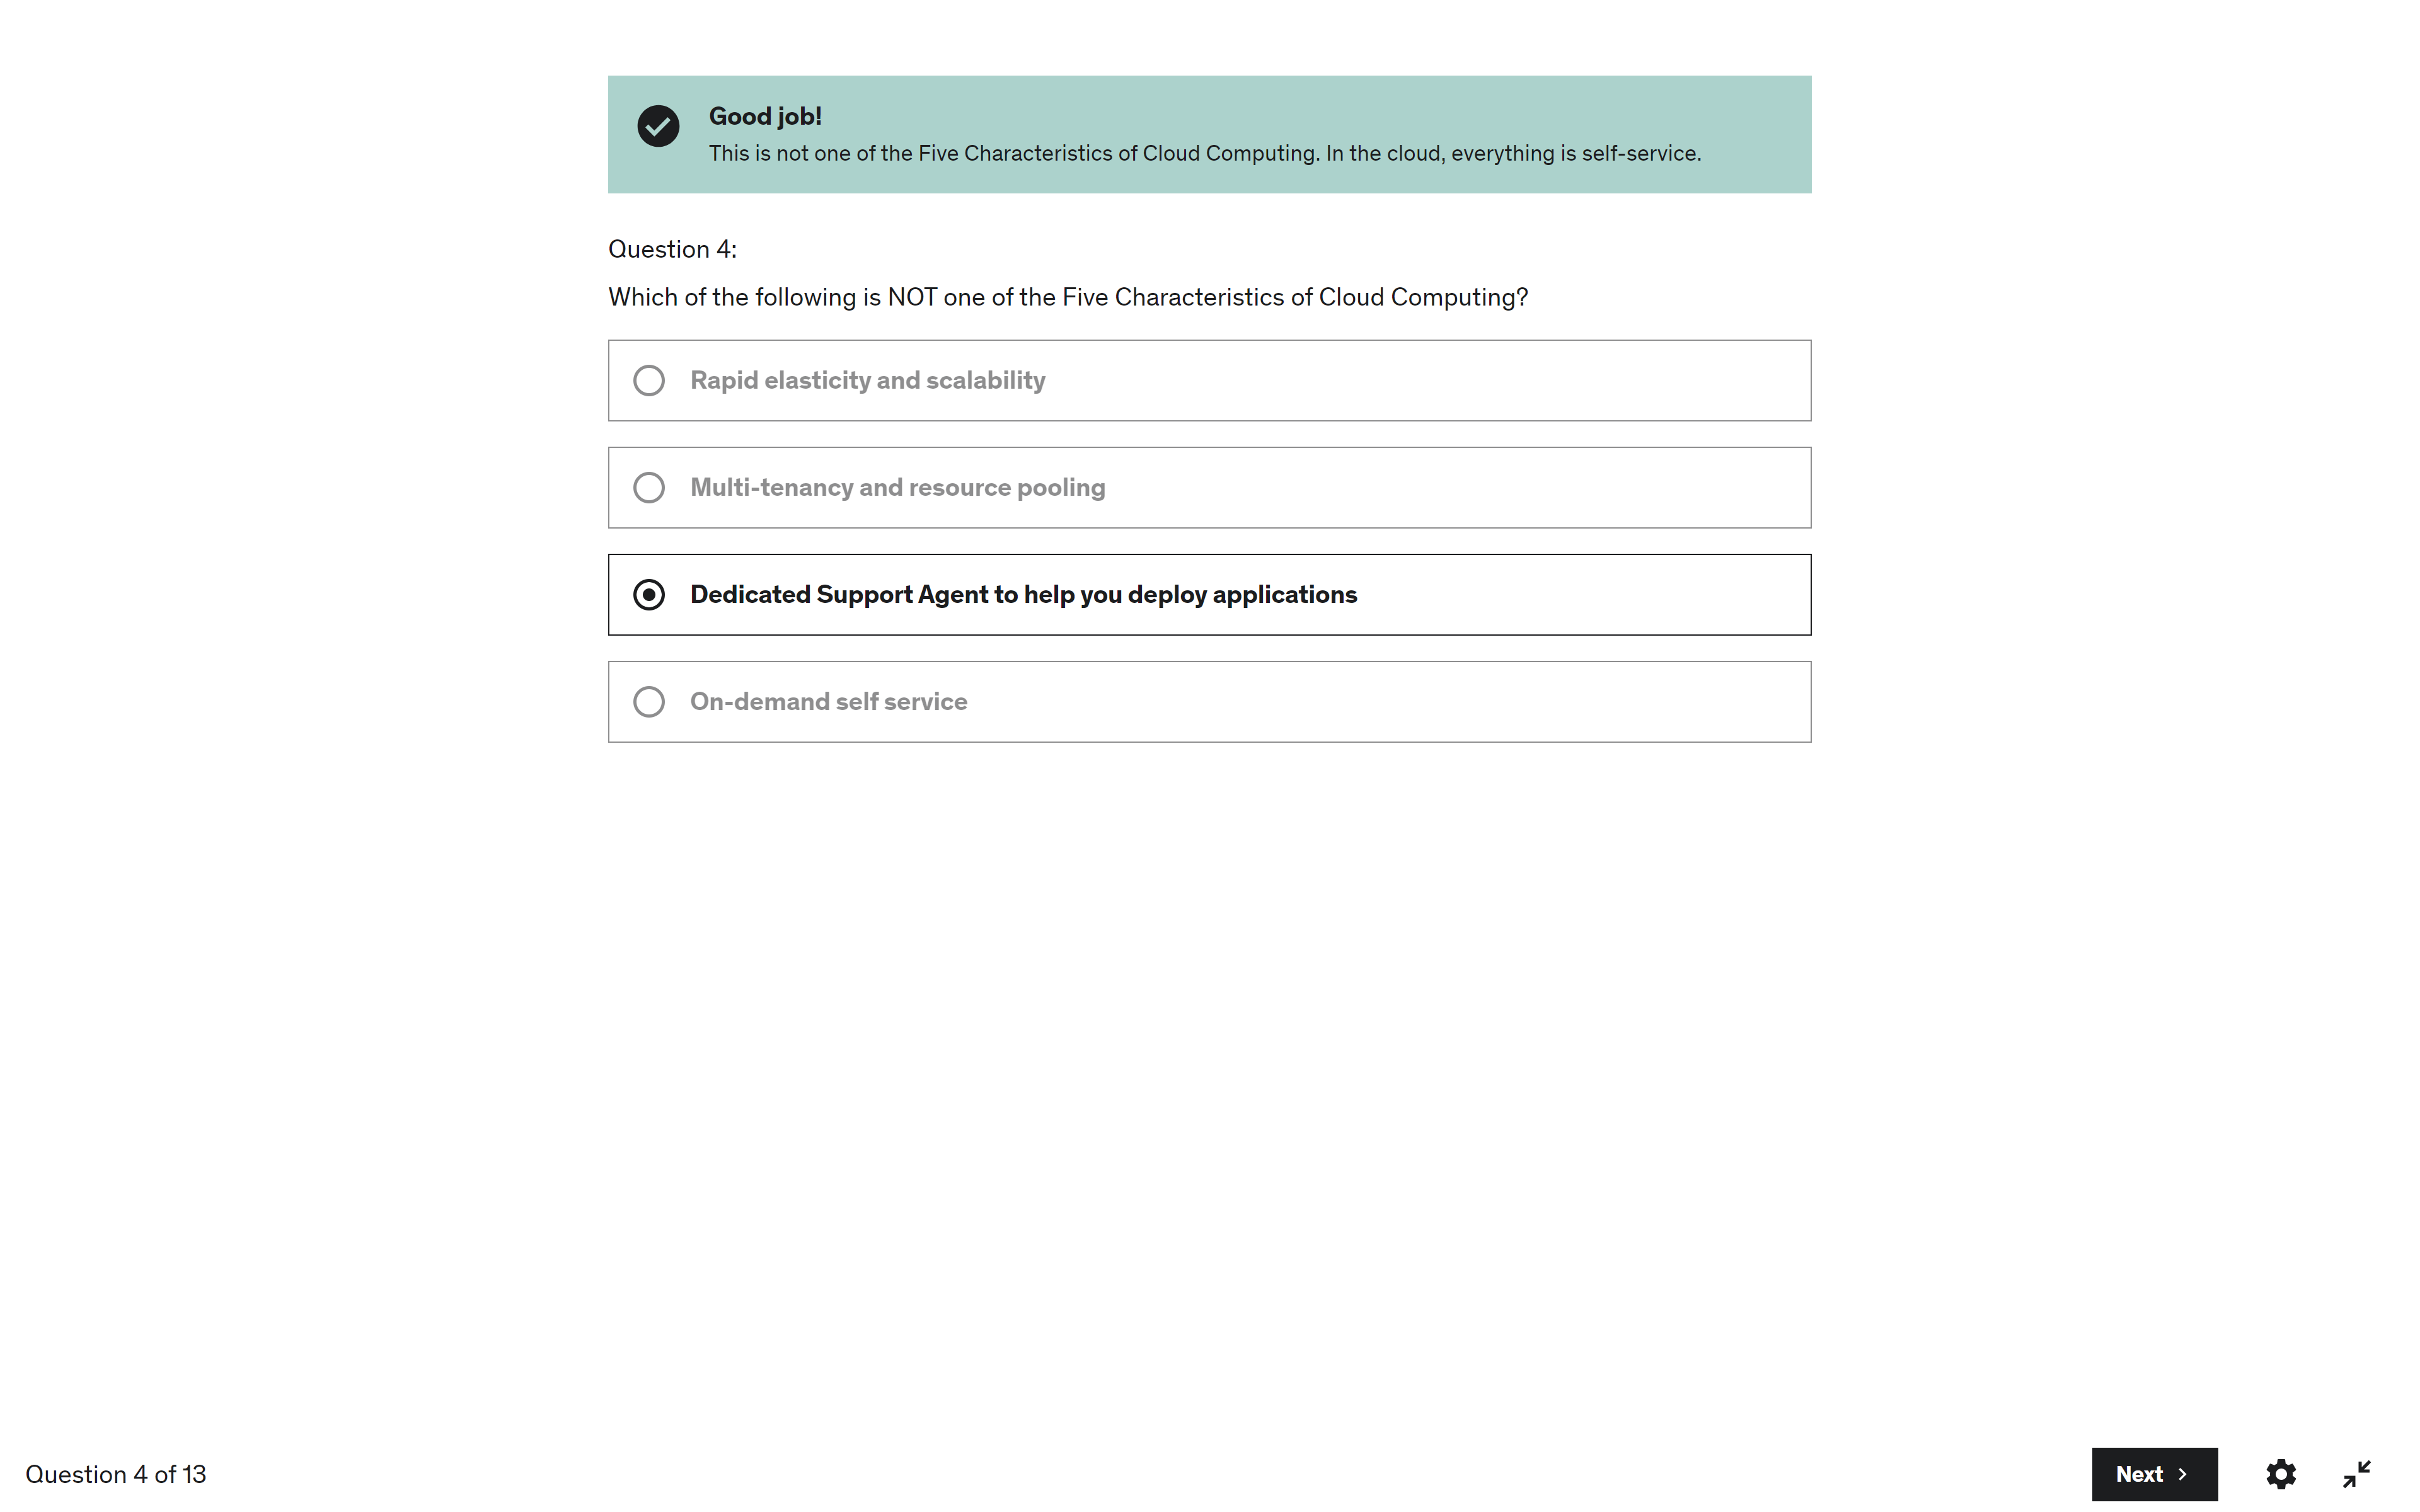 Good job!
This is not one of the Five Characteristics of Cloud Computing. In the cloud, everything is self-service.
Question 4:
Which of the following is NOT one of the Five Characteristics of Cloud Computing?
Rapid elasticity and scalability
Multi-tenancy and resource pooling
Dedicated Support Agent to help you deploy applications
On-demand self service
Question 4 of 13
Next